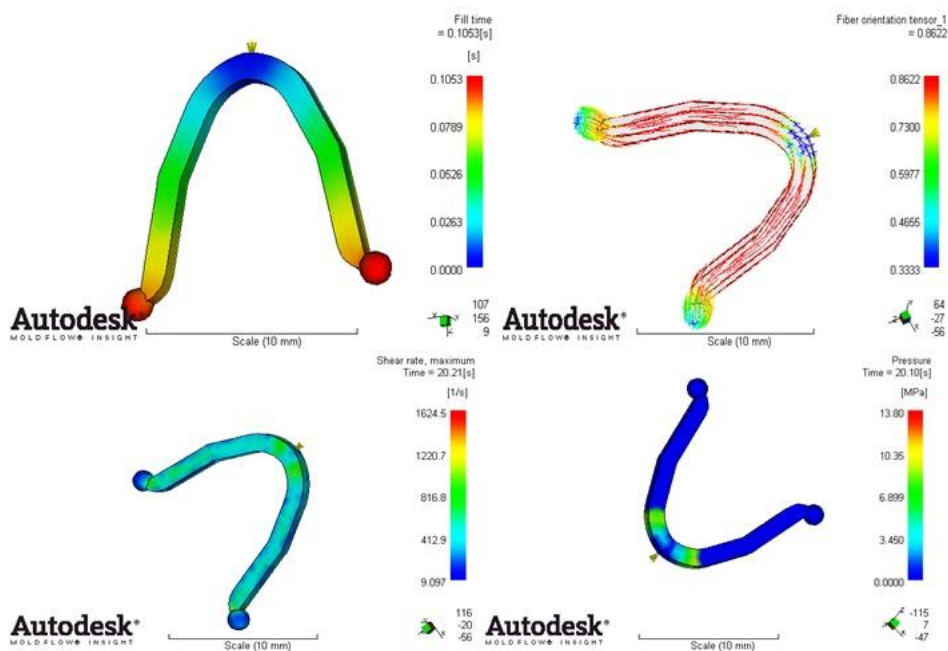 Fill time
= 0.1053[s]
[s]
0.1053
0.0789
0.0526
0.0263
0.0000
Autodesk®
MOLDFLOW® INSIGHT
Scale (10 mm)
107
156
9
Fiber orientation tensor_1
= 0.8622
0.8622
0.7300
0.5977
0.4655
0.3333
Autodesk®
MOLDFLOW® INSIGHT
Scale (10 mm)
64
-27
-56
Shear rate, maximum
Time = 20.21[s]
[1/s]
1624.5
1220.7
816.8
412.9
9.097
Autodesk®
MOLDFLOW® INSIGHT
Scale (10 mm)
116
-20
-56
Pressure
Time = 20.10[s]
[MPa]
13.80
10.35
6.899
3.450
0.0000
Autodesk®
MOLDFLOW® INSIGHT
Scale (10 mm)
-115
7
-47